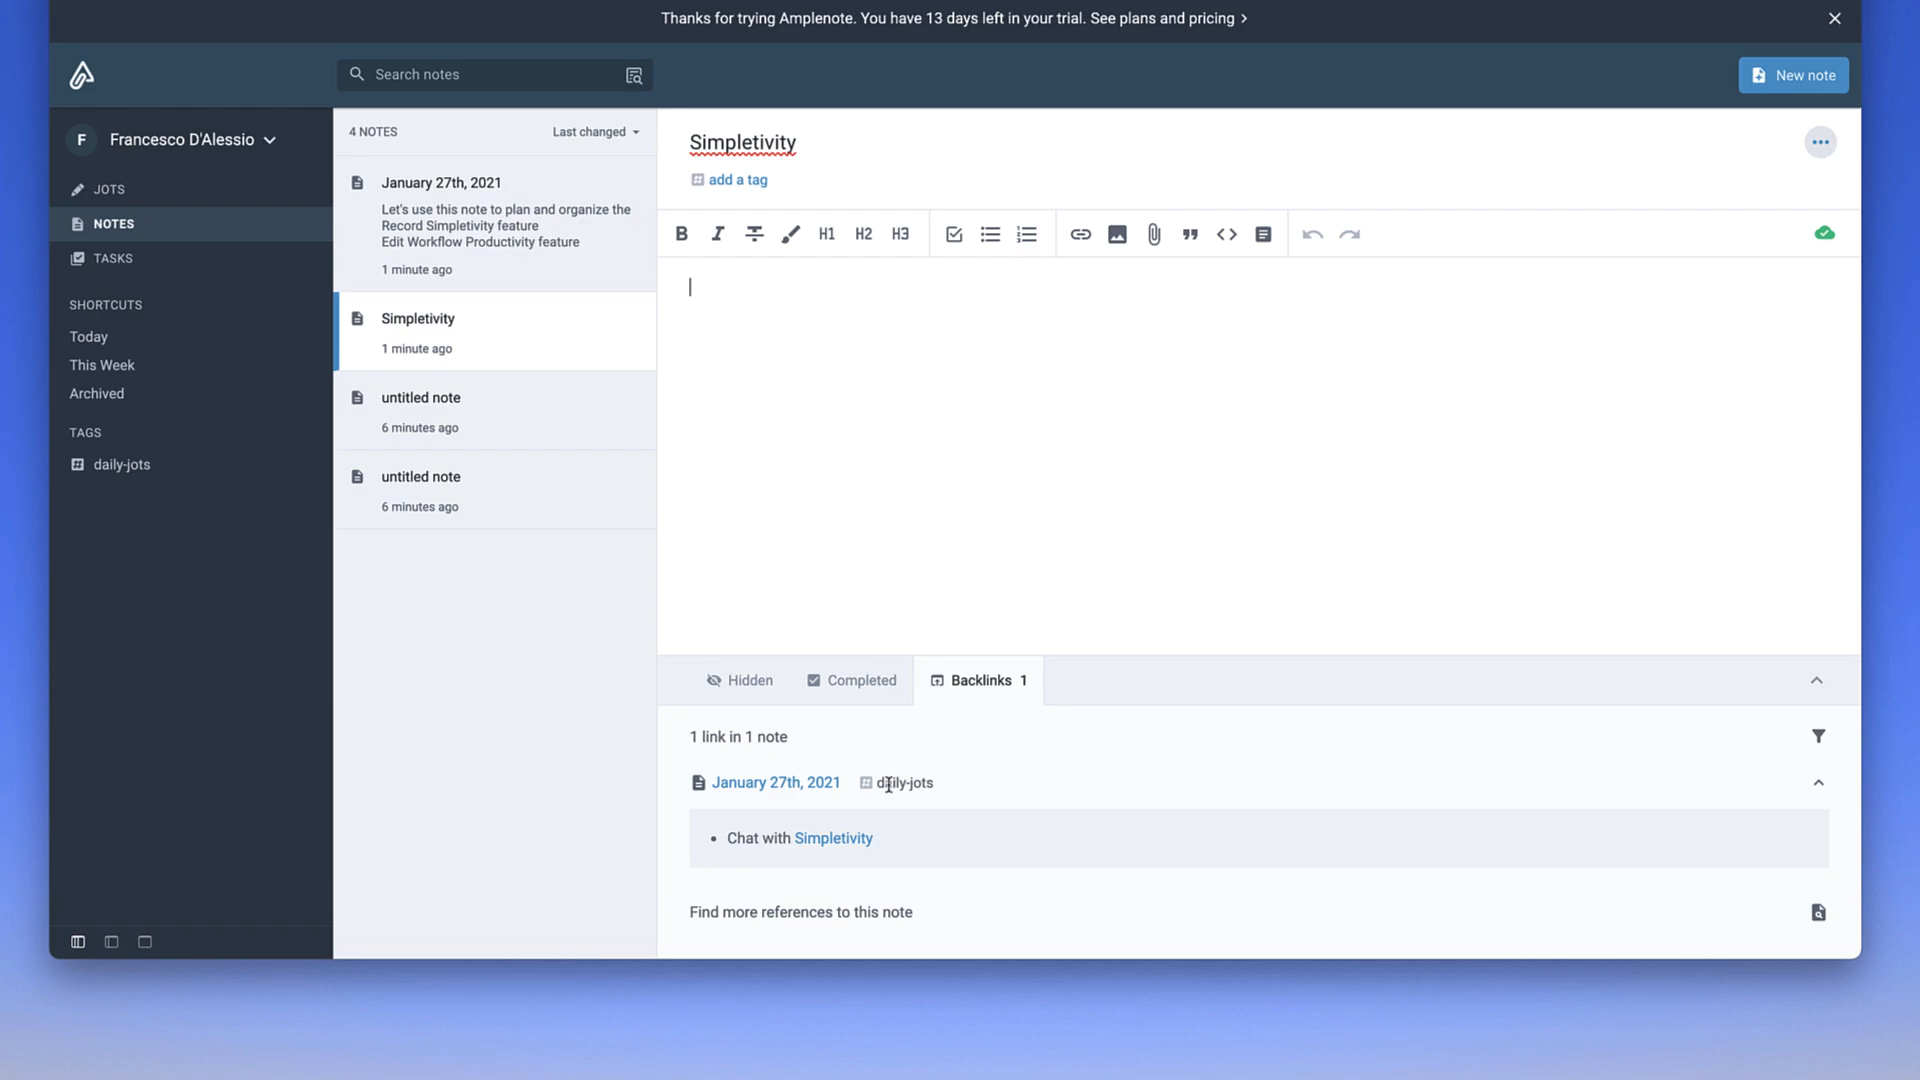 Thanks for trying Amplenote. You have 13 days left in your trial. See plans and pricing >
Search notes
New note
F Francesco D'Alessio
JOTS
NOTES
TASKS
SHORTCUTS
Today
This Week
Archived
TAGS
daily-jots
4 NOTES Last changed
January 27th, 2021
Let's use this note to plan and organize the
Record Simpletivity feature
Edit Workflow Productivity feature
1 minute ago
Simpletivity
1 minute ago
untitled note
6 minutes ago
untitled note
6 minutes ago
Simpletivity
add a tag
B I S H1 H2 H3
Hidden Completed Backlinks 1
1 link in 1 note
January 27th, 2021 daily-jots
• Chat with Simpletivity
Find more references to this note